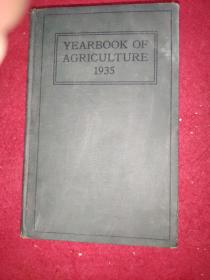 YEARBOOK OF
AGRICULTURE
1935